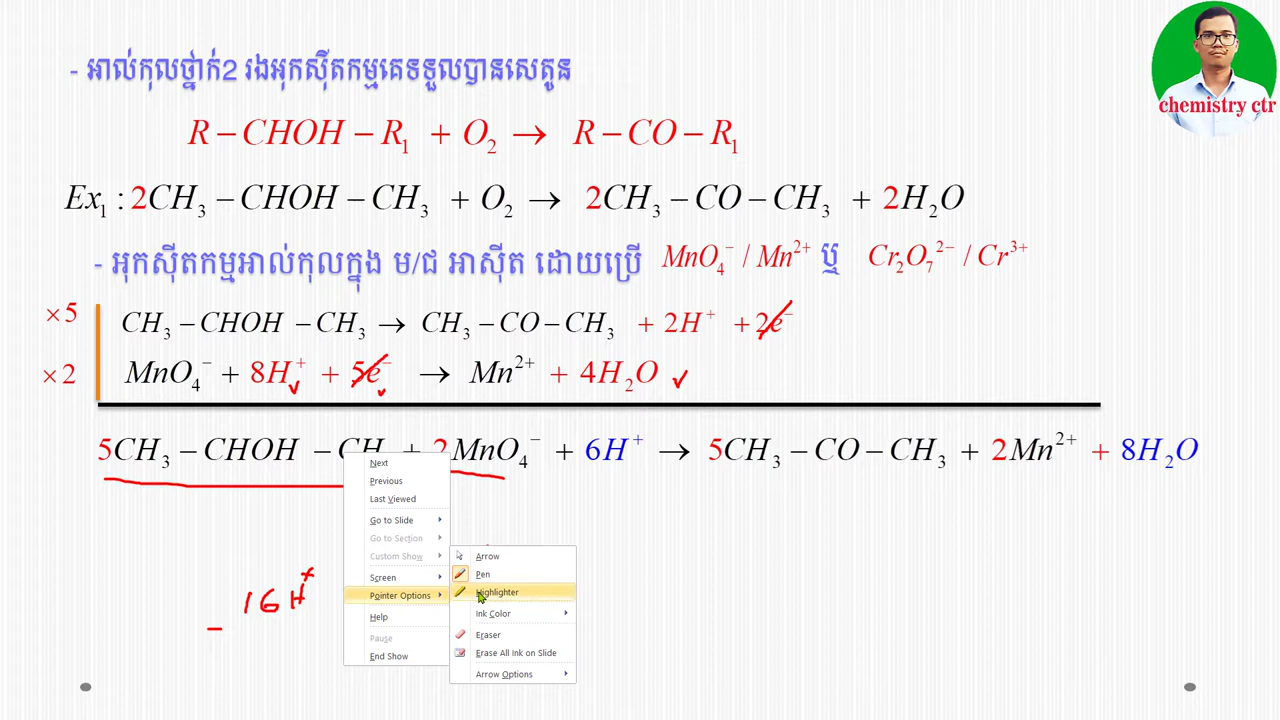 - អាល់កុលថ្នាក់2 រងអុកស៊ីតកម្មគេទទួលបានសេតូន
chemistry ctr
R – CHOH – R₁ + O₂ → R – CO – R₁
Ex₁ : 2CH₃ – CHOH – CH₃ + O₂ → 2CH₃ – CO – CH₃ + 2H₂O
- អុកស៊ីតកម្មអាល់កុលក្នុង ម/ជ អាស៊ីត ដោយប្រើ MnO₄⁻ / Mn²⁺ ឬ Cr₂O₇²⁻ / Cr³⁺
×5 CH₃ – CHOH – CH₃ → CH₃ – CO – CH₃ + 2H⁺ + 2e⁻
×2 MnO₄⁻ + 8H⁺ + 5e⁻ → Mn²⁺ + 4H₂O
5CH₃ – CHOH – CH + 2MnO₄⁻ + 6H⁺ → 5CH₃ – CO – CH₃ + 2Mn²⁺ + 8H₂O
Next
Previous
Last Viewed
Go to Slide
Go to Section
Custom Show
Screen
Pointer Options
Help
Pause
End Show
Arrow
Pen
Highlighter
Ink Color
Eraser
Erase All Ink on Slide
Arrow Options
16H⁺
–